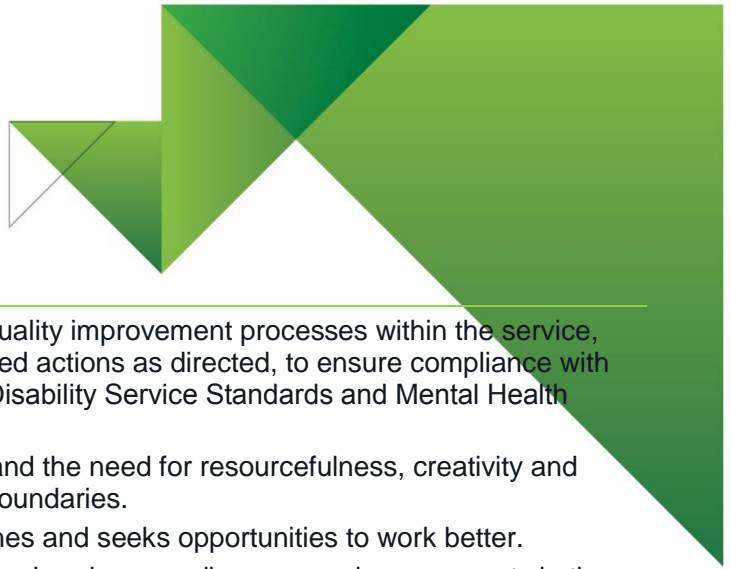 uality improvement processes within the service,
ed actions as directed, to ensure compliance with
Disability Service Standards and Mental Health
and the need for resourcefulness, creativity and
oundaries.
nes and seeks opportunities to work better.